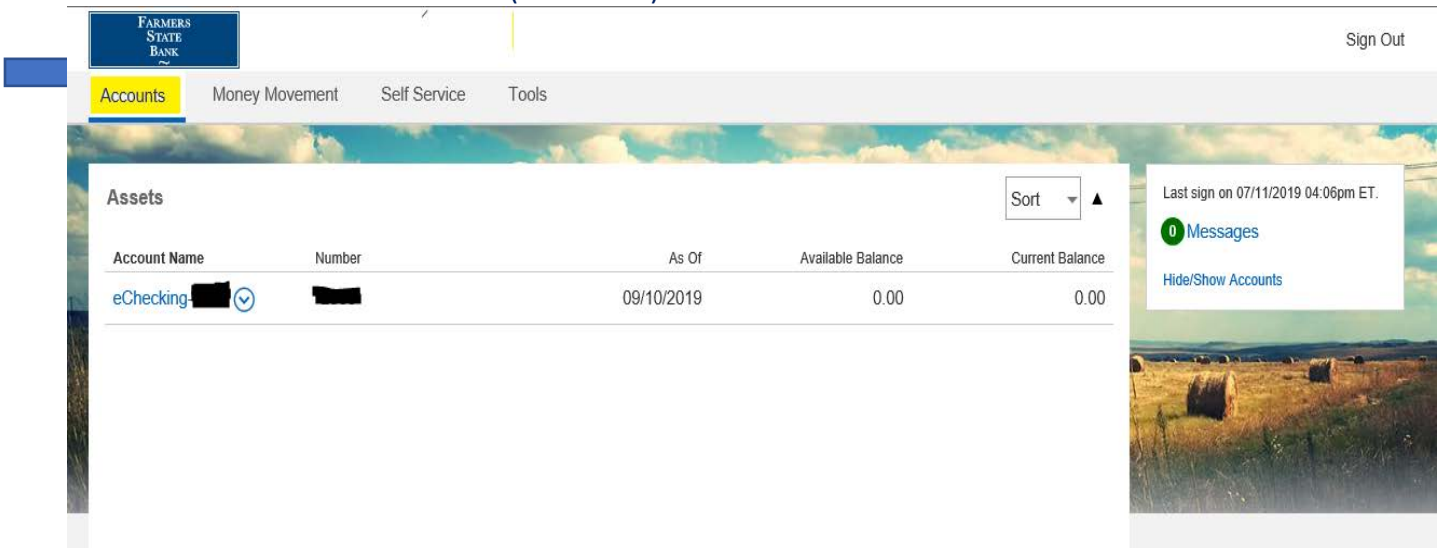 FARMERS
STATE
BANK
~
Sign Out
Accounts Money Movement Self Service Tools
Assets
Sort
Account Name Number As Of Available Balance Current Balance
eChecking- 09/10/2019 0.00 0.00
Last sign on 07/11/2019 04:06pm ET.
0 Messages
Hide/Show Accounts